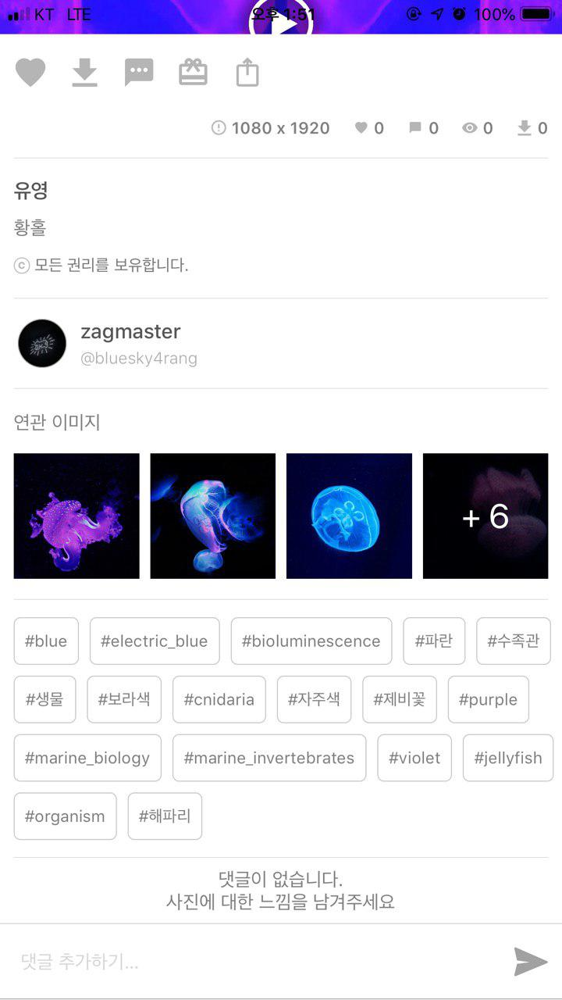 KT LTE 오후 1:51 100%
1080 x 1920 0 0 0 0
유영
황홀
ⓒ 모든 권리를 보유합니다.
zagmaster
@bluesky4rang
연관 이미지
+ 6
#blue #electric_blue #bioluminescence #파란 #수족관
#생물 #보라색 #cnidaria #자주색 #제비꽃 #purple
#marine_biology #marine_invertebrates #violet #jellyfish
#organism #해파리
댓글이 없습니다.
사진에 대한 느낌을 남겨주세요
댓글 추가하기...